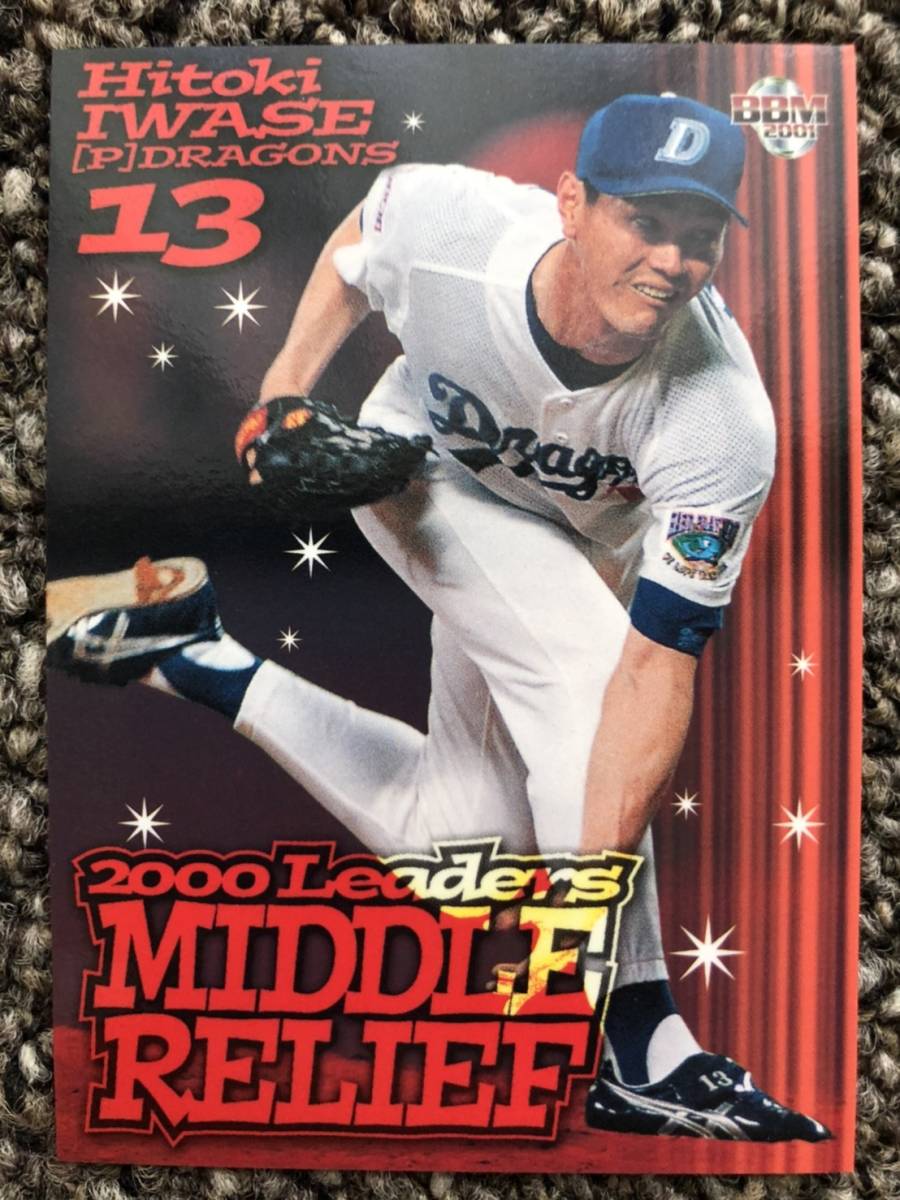 Hitoki
IWASE
[P]DRAGONS
13
BBM
2001
D
Dragons
13
2000 Leaders
MIDDLE
RELIEF